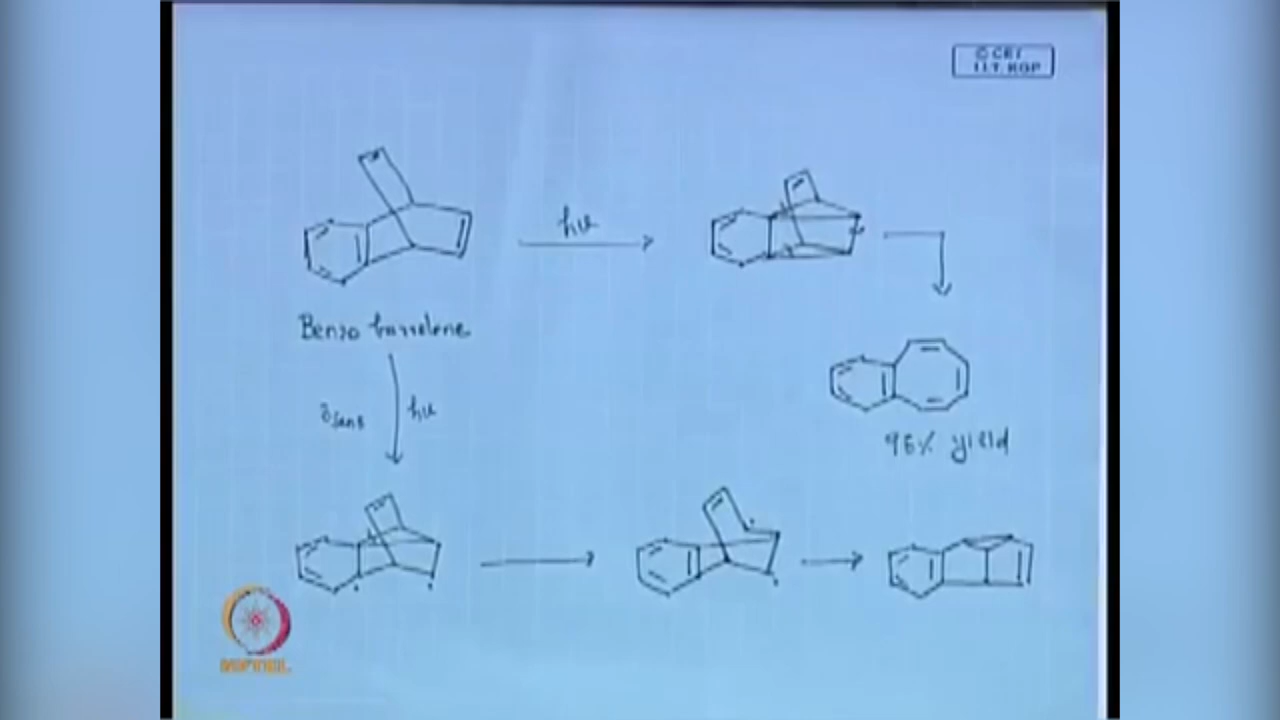 © CET
I.I.T. KGP
hν
Benzo barrelene
Sens hν
96% yield
NPTEL